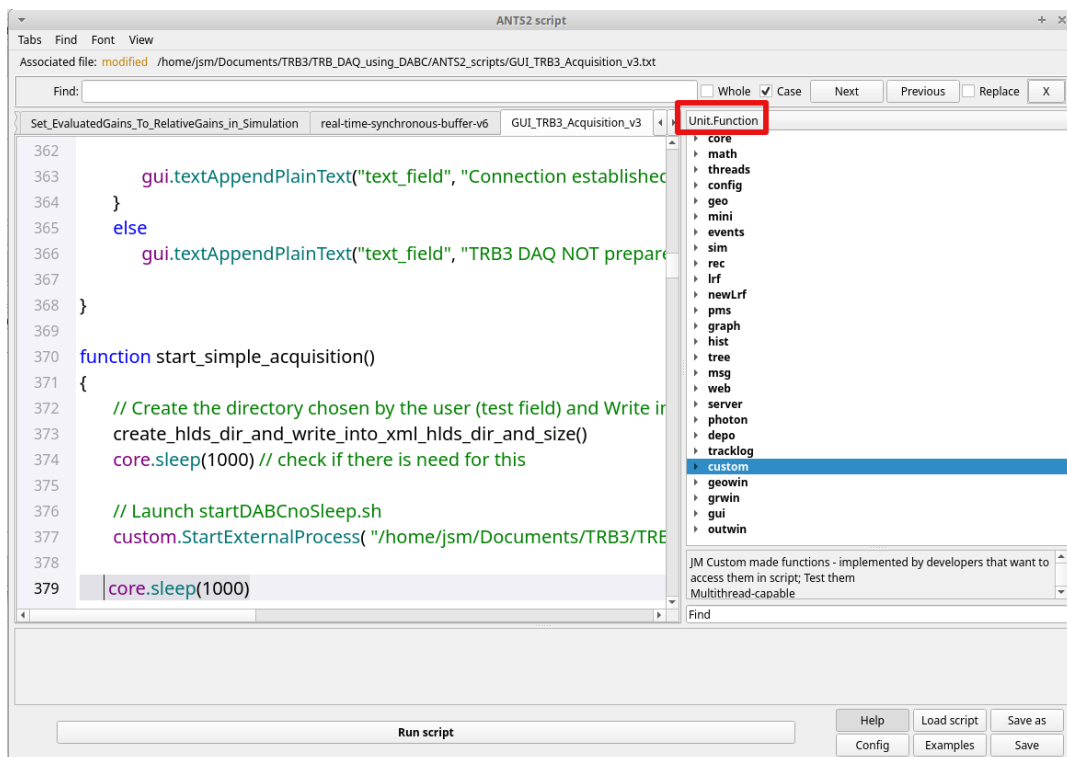 ANTS2 script
Tabs Find Font View
Associated file: modified /home/jsm/Documents/TRB3/TRB_DAQ_using_DABC/ANTS2_scripts/GUI_TRB3_Acquisition_v3.txt
Find: Whole Case Next Previous Replace X
Set_EvaluatedGains_To_RelativeGains_in_Simulation real-time-synchronous-buffer-v6 GUI_TRB3_Acquisition_v3
362
363 gui.textAppendPlainText("text_field", "Connection established
364 }
365 else
366 gui.textAppendPlainText("text_field", "TRB3 DAQ NOT prepare
367
368 }
369
370 function start_simple_acquisition()
371 {
372 // Create the directory chosen by the user (test field) and Write in
373 create_hlds_dir_and_write_into_xml_hlds_dir_and_size()
374 core.sleep(1000) // check if there is need for this
375
376 // Launch startDABCnoSleep.sh
377 custom.StartExternalProcess( "/home/jsm/Documents/TRB3/TRB
378
379 core.sleep(1000)
Unit.Function
core
math
threads
config
geo
mini
events
sim
rec
lrf
newLrf
pms
graph
hist
tree
msg
web
server
photon
depo
tracklog
custom
geowin
grwin
gui
outwin
JM Custom made functions - implemented by developers that want to
access them in script; Test them
Multithread-capable
Find
Run script
Help Load script Save as
Config Examples Save